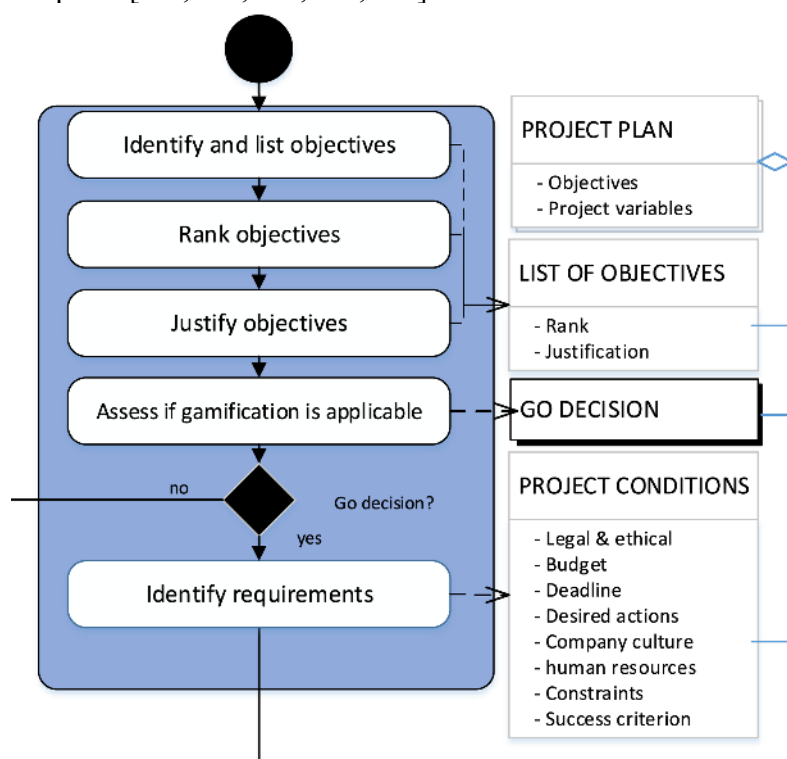 Identify and list objectives
Rank objectives
Justify objectives
Assess if gamification is applicable
no
Go decision?
yes
Identify requirements
PROJECT PLAN
- Objectives
- Project variables
LIST OF OBJECTIVES
- Rank
- Justification
GO DECISION
PROJECT CONDITIONS
- Legal & ethical
- Budget
- Deadline
- Desired actions
- Company culture
- human resources
- Constraints
- Success criterion